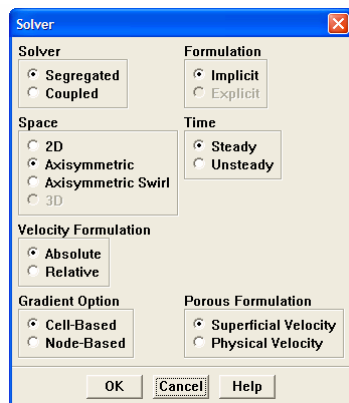 Solver
Solver
Formulation
Segregated
Coupled
Implicit
Explicit
Space
Time
2D
Axisymmetric
Axisymmetric Swirl
3D
Steady
Unsteady
Velocity Formulation
Absolute
Relative
Gradient Option
Porous Formulation
Cell-Based
Node-Based
Superficial Velocity
Physical Velocity
OK
Cancel
Help